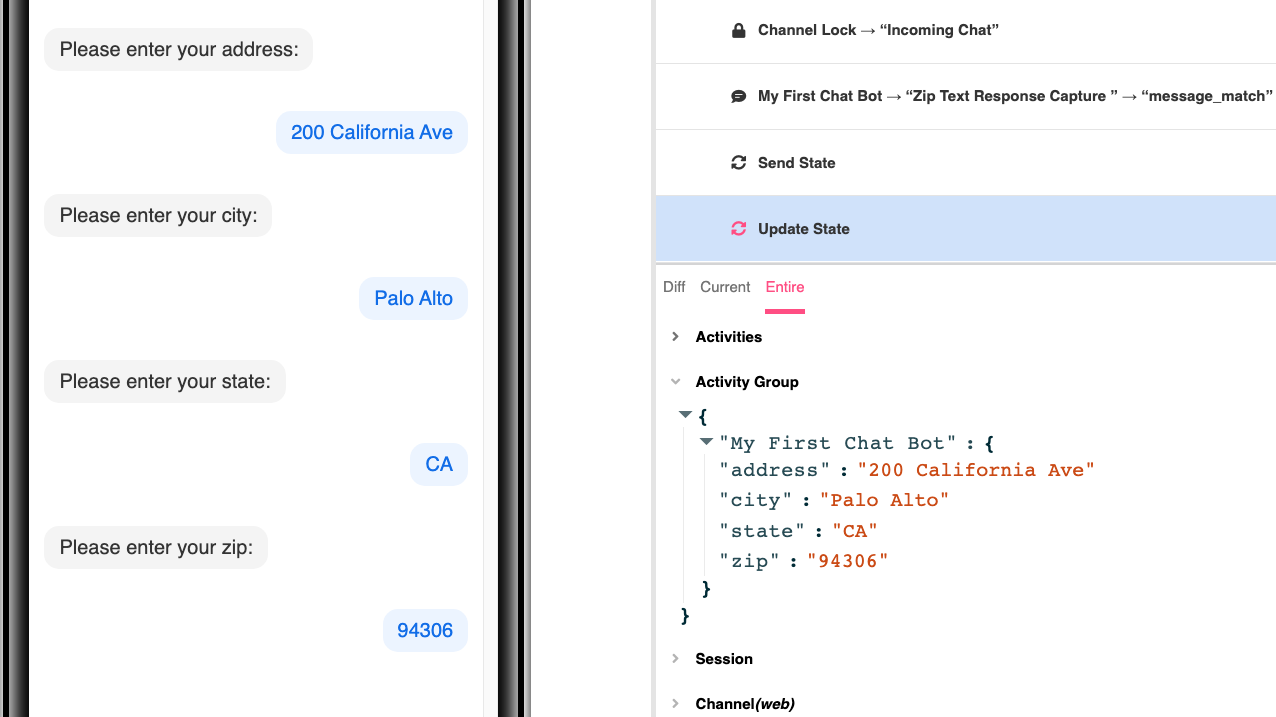 Please enter your address:
200 California Ave
Please enter your city:
Palo Alto
Please enter your state:
CA
Please enter your zip:
94306
Channel Lock → “Incoming Chat”
My First Chat Bot → “Zip Text Response Capture ” → “message_match”
Send State
Update State
Diff Current Entire
Activities
Activity Group
{
"My First Chat Bot" : {
"address" : "200 California Ave"
"city" : "Palo Alto"
"state" : "CA"
"zip" : "94306"
}
}
Session
Channel(web)